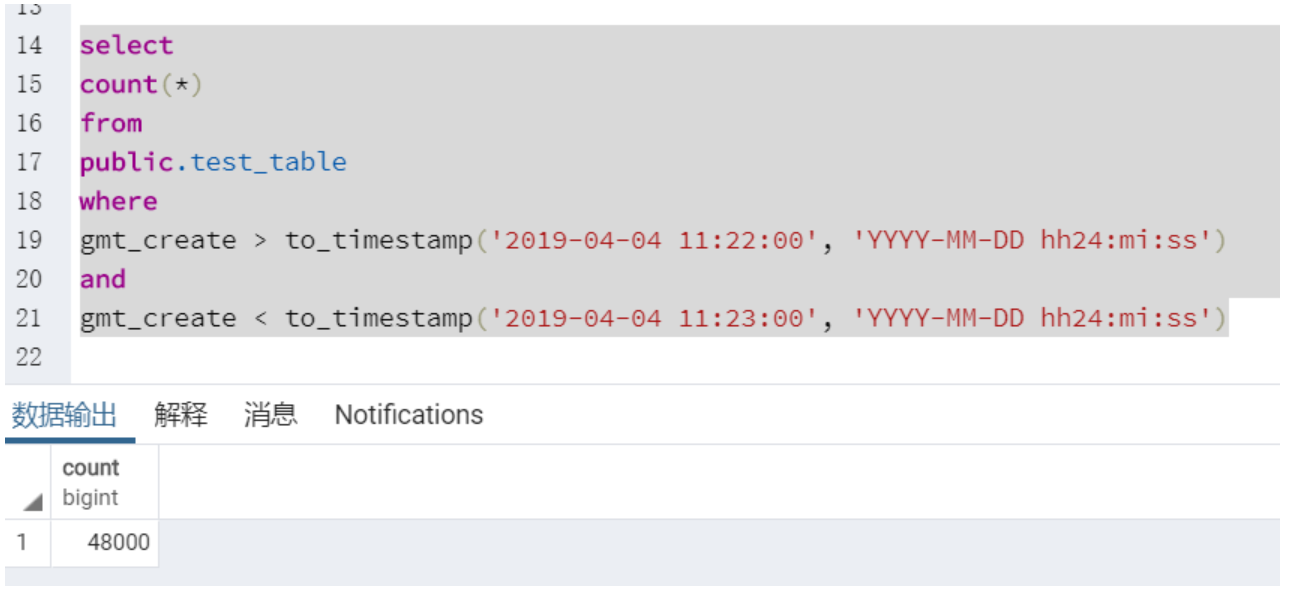 13
14 select
15 count(*)
16 from
17 public.test_table
18 where
19 gmt_create > to_timestamp('2019-04-04 11:22:00', 'YYYY-MM-DD hh24:mi:ss')
20 and
21 gmt_create < to_timestamp('2019-04-04 11:23:00', 'YYYY-MM-DD hh24:mi:ss')
22
数据输出 解释 消息 Notifications
count
bigint
1 48000